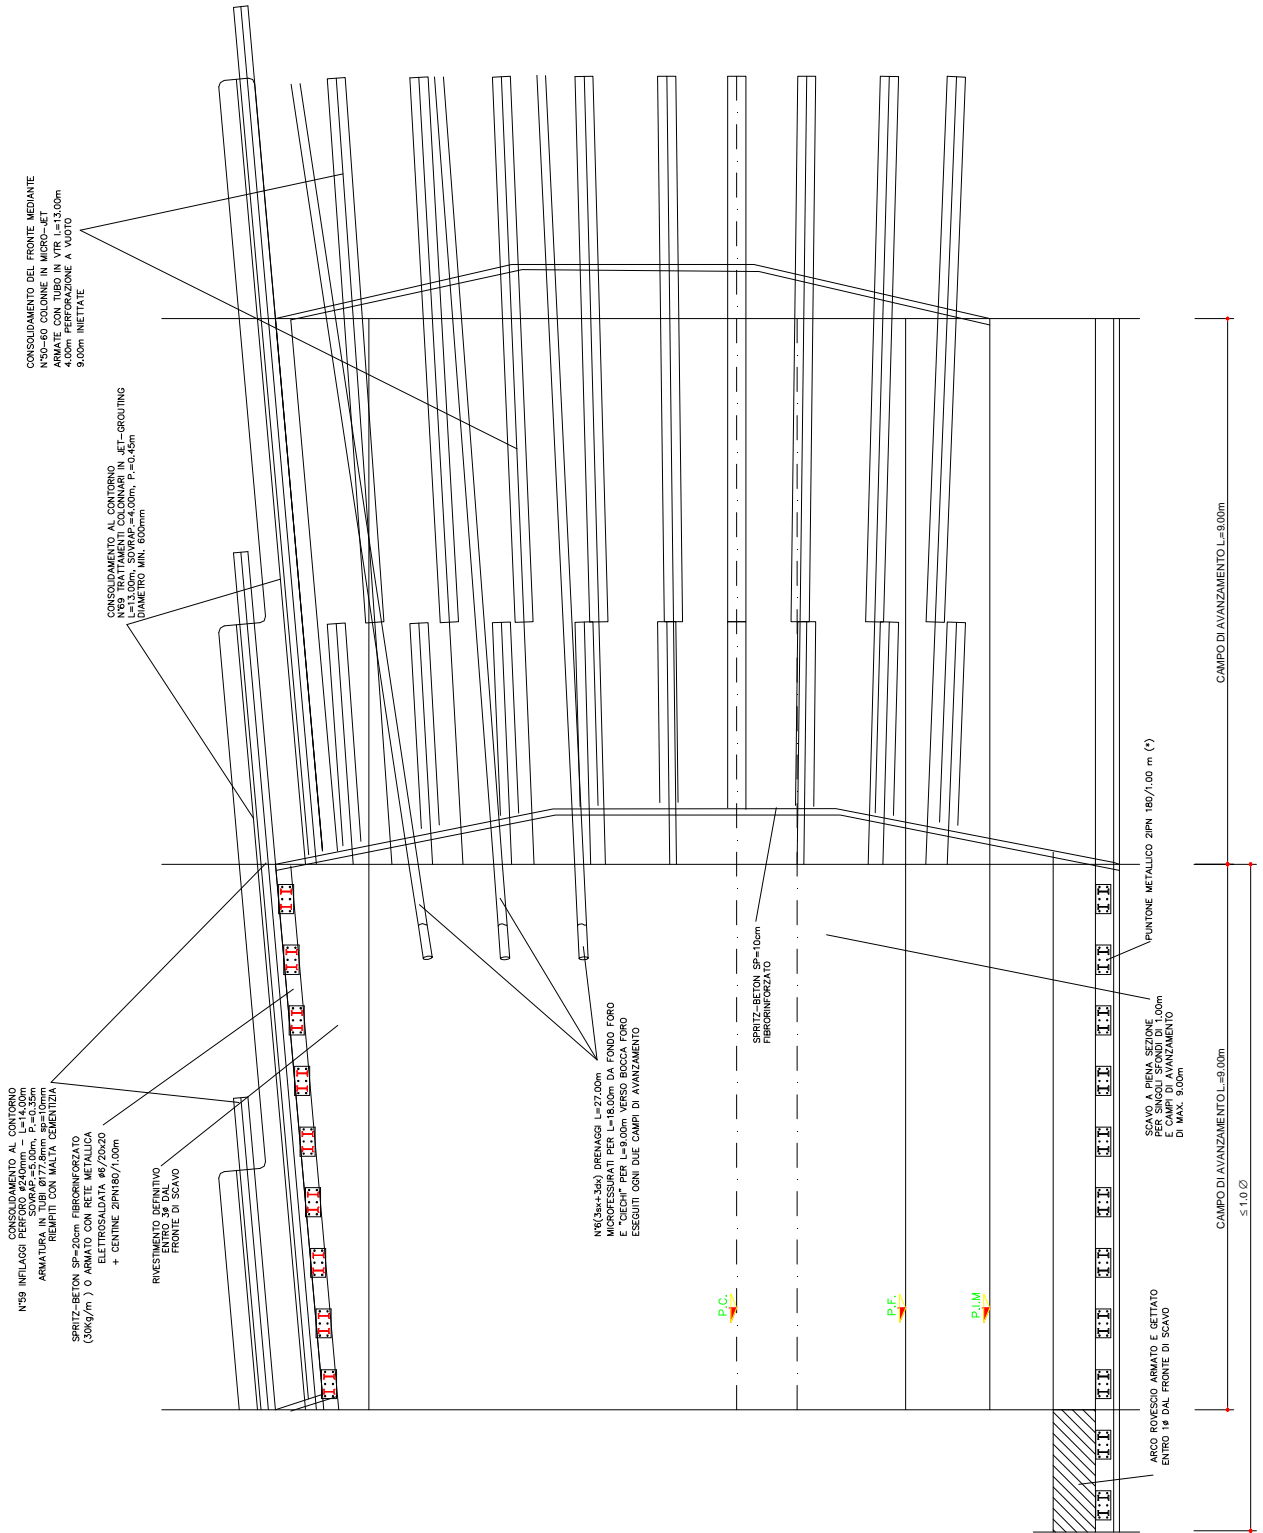 CONSOLIDAMENTO AL CONTORNO
N°59 INFILAGGI PERFORO ø240mm – L=14.00m
SOVRAP.=5.00m, P.=0.35m
ARMATURA IN TUBI Ø177.8mm sp=10mm
RIEMPITI CON MALTA CEMENTIZIA
SPRITZ-BETON SP=20cm FIBRORINFORZATO
(30Kg/m ) O ARMATO CON RETE METALLICA
ELETTROSALDATA ø6/20x20
+ CENTINE 2IPN180/1.00m
RIVESTIMENTO DEFINITIVO
ENTRO 3ø DAL
FRONTE DI SCAVO
CONSOLIDAMENTO AL CONTORNO
N°69 TRATTAMENTI COLONNARI IN JET-GROUTING
L=13.00m, SOVRAP.=4.00m, P.=0.45m
DIAMETRO MIN. 600mm
CONSOLIDAMENTO DEL FRONTE MEDIANTE
N°50-60 COLONNE IN MICRO-JET
ARMATE CON TUBO IN VTR L=13.00m
4.00m PERFORAZIONE A VUOTO
9.00m INIETTATE
N°6(3sx+3dx) DRENAGGI L=27.00m
MICROFESSURATI PER L=18.00m DA FONDO FORO
E "CIECHI" PER L=9.00m VERSO BOCCA FORO
ESEGUITI OGNI DUE CAMPI DI AVANZAMENTO
SPRITZ-BETON SP=10cm
FIBRORINFORZATO
P.C.
P.F.
P.I.M
SCAVO A PIENA SEZIONE
PER SINGOLI SFONDI DI 1.00m
E CAMPI DI AVANZAMENTO
DI MAX. 9.00m
PUNTONE METALLICO 2IPN 180/1.00 m (*)
ARCO ROVESCIO ARMATO E GETTATO
ENTRO 1ø DAL FRONTE DI SCAVO
CAMPO DI AVANZAMENTO L.=9.00m
CAMPO DI AVANZAMENTO L.=9.00m
≤ 1.0 Ø